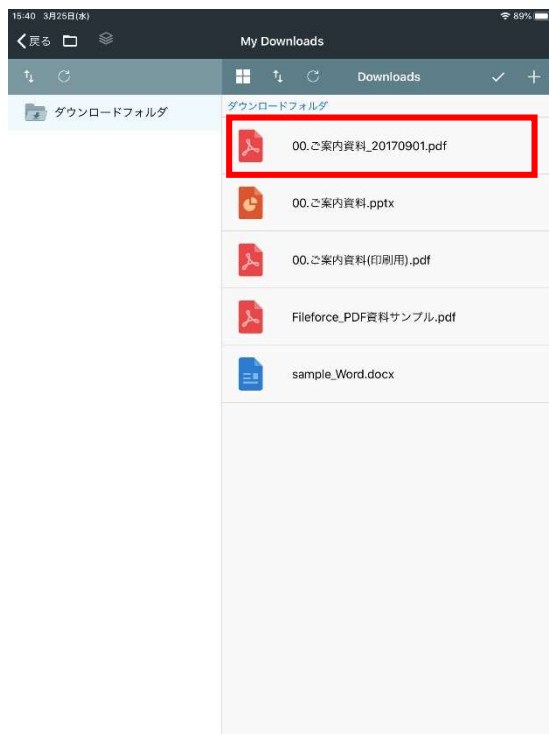 15:40 3月25日(水)
89%
戻る
My Downloads
Downloads
ダウンロードフォルダ
ダウンロードフォルダ
00.ご案内資料_20170901.pdf
00.ご案内資料.pptx
00.ご案内資料(印刷用).pdf
Fileforce_PDF資料サンプル.pdf
sample_Word.docx